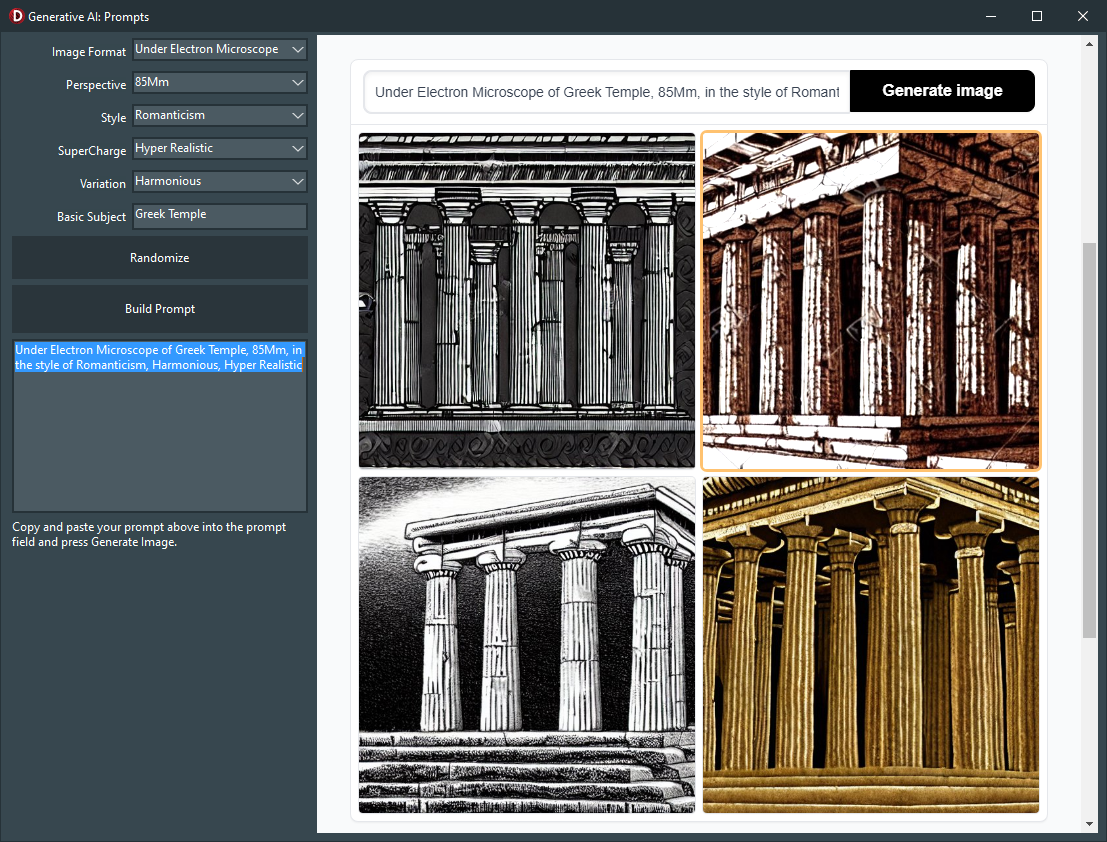 D Generative AI: Prompts
Image Format Under Electron Microscope
Perspective 85Mm
Style Romanticism
SuperCharge Hyper Realistic
Variation Harmonious
Basic Subject Greek Temple
Randomize
Build Prompt
Under Electron Microscope of Greek Temple, 85Mm, in
the style of Romanticism, Harmonious, Hyper Realistic
Copy and paste your prompt above into the prompt
field and press Generate Image.
Under Electron Microscope of Greek Temple, 85Mm, in the style of Romant
Generate image